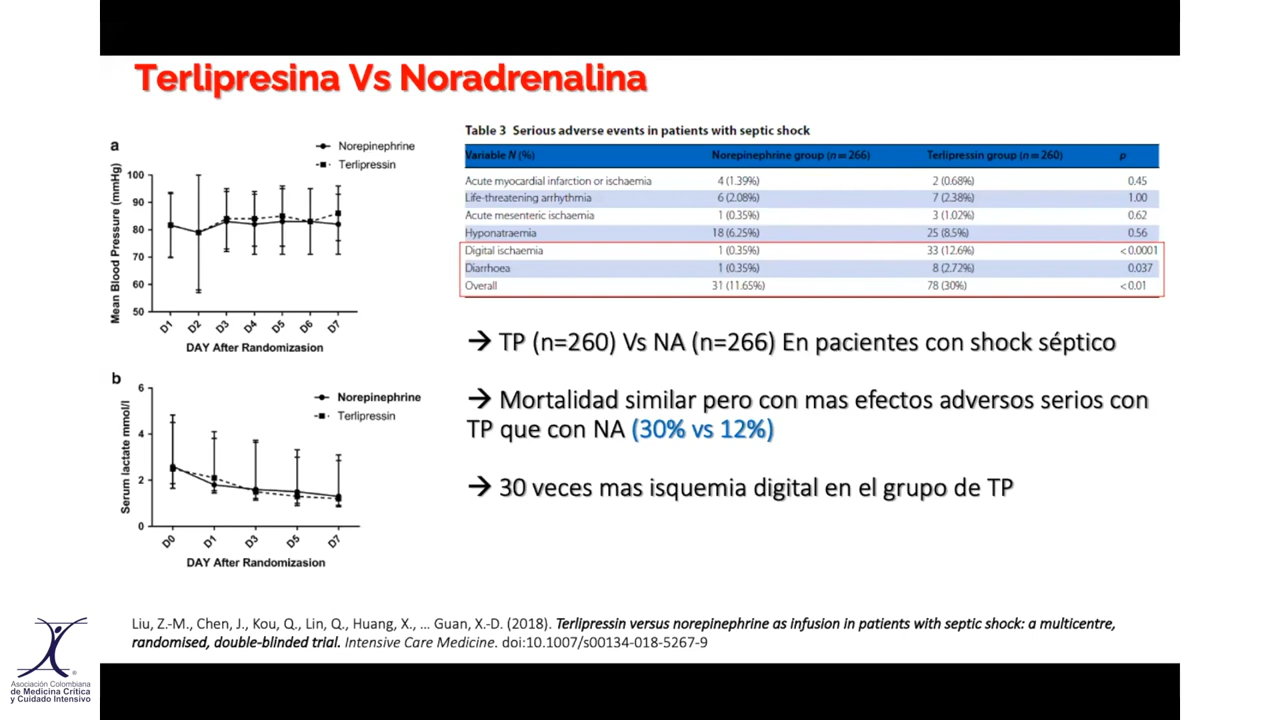 Terlipresina Vs Noradrenalina
a
Norepinephrine
Terlipressin
Mean Blood Pressure (mmHg)
100
90
80
70
60
50
D1 D2 D3 D4 D5 D6 D7
DAY After Randomizasion
b
Norepinephrine
Terlipressin
Serum lactate mmol/l
6
4
2
0
D0 D1 D3 D5 D7
DAY After Randomizasion
Table 3 Serious adverse events in patients with septic shock
Variable N (%) Norepinephrine group (n = 266) Terlipressin group (n = 260) p
Acute myocardial infarction or ischaemia 4 (1.39%) 2 (0.68%) 0.45
Life-threatening arrhythmia 6 (2.08%) 7 (2.38%) 1.00
Acute mesenteric ischaemia 1 (0.35%) 3 (1.02%) 0.62
Hyponatraemia 18 (6.25%) 25 (8.5%) 0.56
Digital ischaemia 1 (0.35%) 33 (12.6%) < 0.0001
Diarrhoea 1 (0.35%) 8 (2.72%) 0.037
Overall 31 (11.65%) 78 (30%) < 0.01
→ TP (n=260) Vs NA (n=266) En pacientes con shock séptico
→ Mortalidad similar pero con mas efectos adversos serios con
TP que con NA (30% vs 12%)
→ 30 veces mas isquemia digital en el grupo de TP
Liu, Z.-M., Chen, J., Kou, Q., Lin, Q., Huang, X., … Guan, X.-D. (2018). Terlipressin versus norepinephrine as infusion in patients with septic shock: a multicentre,
randomised, double-blinded trial. Intensive Care Medicine. doi:10.1007/s00134-018-5267-9
®
Asociación Colombiana
de Medicina Crítica
y Cuidado Intensivo